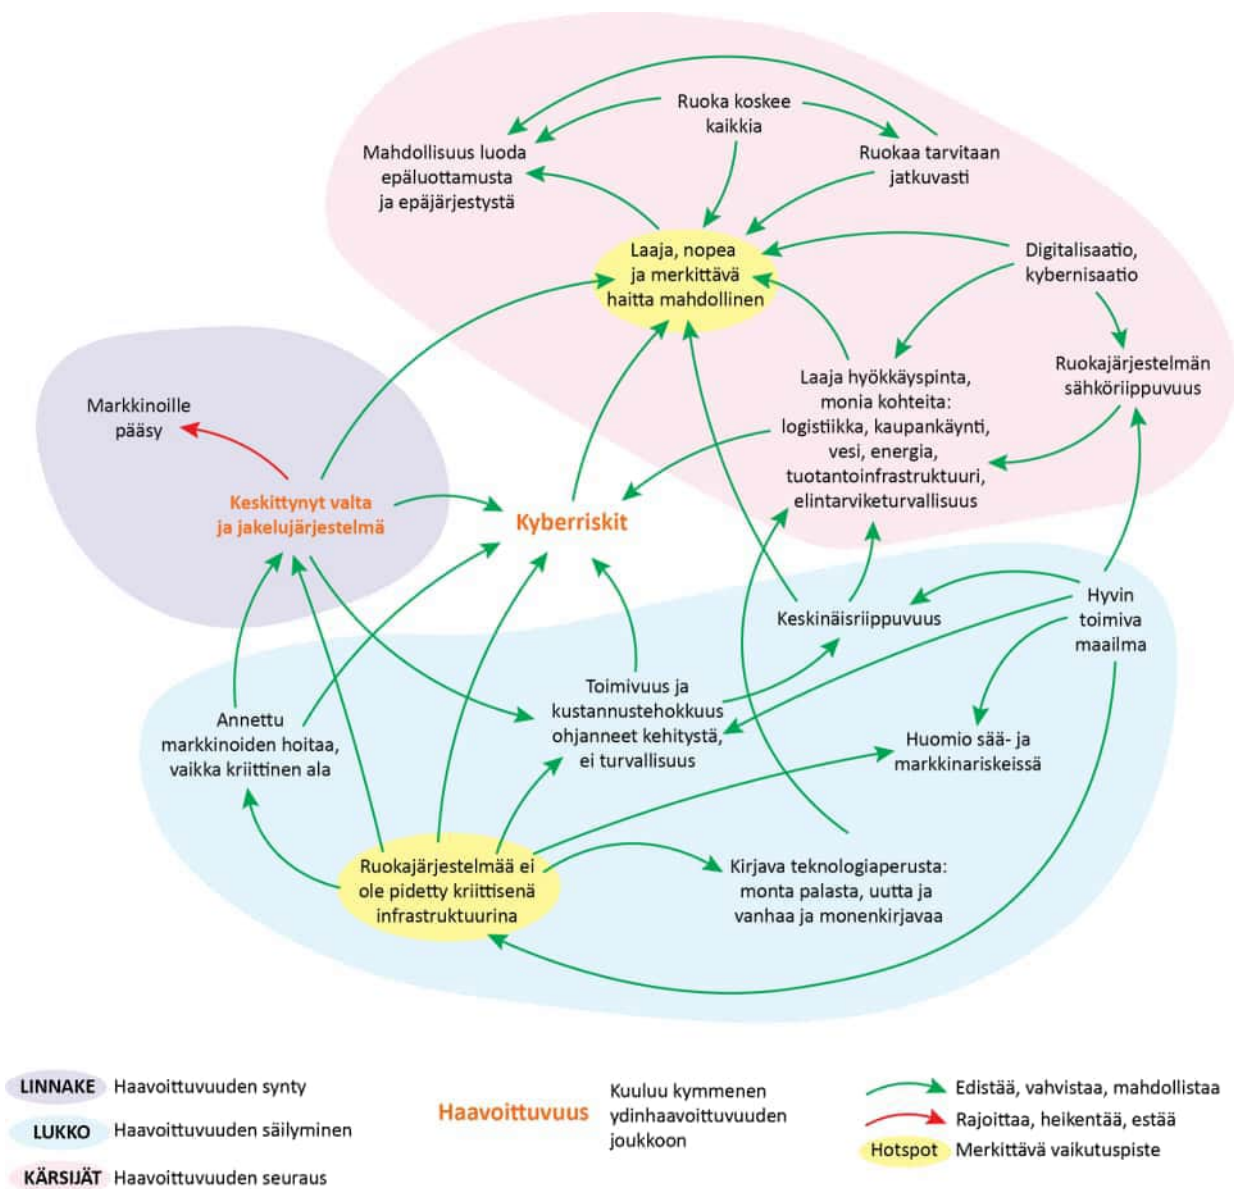 Ruoka koskee
kaikkia
Mahdollisuus luoda
epäluottamusta
ja epäjärjestystä
Ruokaa tarvitaan
jatkuvasti
Laaja, nopea
ja merkittävä
haitta mahdollinen
Digitalisaatio,
kybernisaatio
Laaja hyökkäyspinta,
monia kohteita:
logistiikka, kaupankäynti,
vesi, energia,
tuotantoinfrastruktuuri,
elintarviketurvallisuus
Ruokajärjestelmän
sähköriippuvuus
Markkinoille
pääsy
Keskittynyt valta
ja jakelujärjestelmä
Kyberriskit
Keskinäisriippuvuus
Hyvin
toimiva
maailma
Toimivuus ja
kustannustehokkuus
ohjanneet kehitystä,
ei turvallisuus
Annettu
markkinoiden hoitaa,
vaikka kriittinen ala
Huomio sää- ja
markkinariskeissä
Ruokajärjestelmää ei
ole pidetty kriittisenä
infrastruktuurina
Kirjava teknologiaperusta:
monta palasta, uutta ja
vanhaa ja monenkirjavaa
LINNAKE Haavoittuvuuden synty
LUKKO Haavoittuvuuden säilyminen
KÄRSIJÄT Haavoittuvuuden seuraus
Haavoittuvuus
Kuuluu kymmenen
ydinhaavoittuvuuden
joukkoon
Edistää, vahvistaa, mahdollistaa
Rajoittaa, heikentää, estää
Hotspot Merkittävä vaikutuspiste